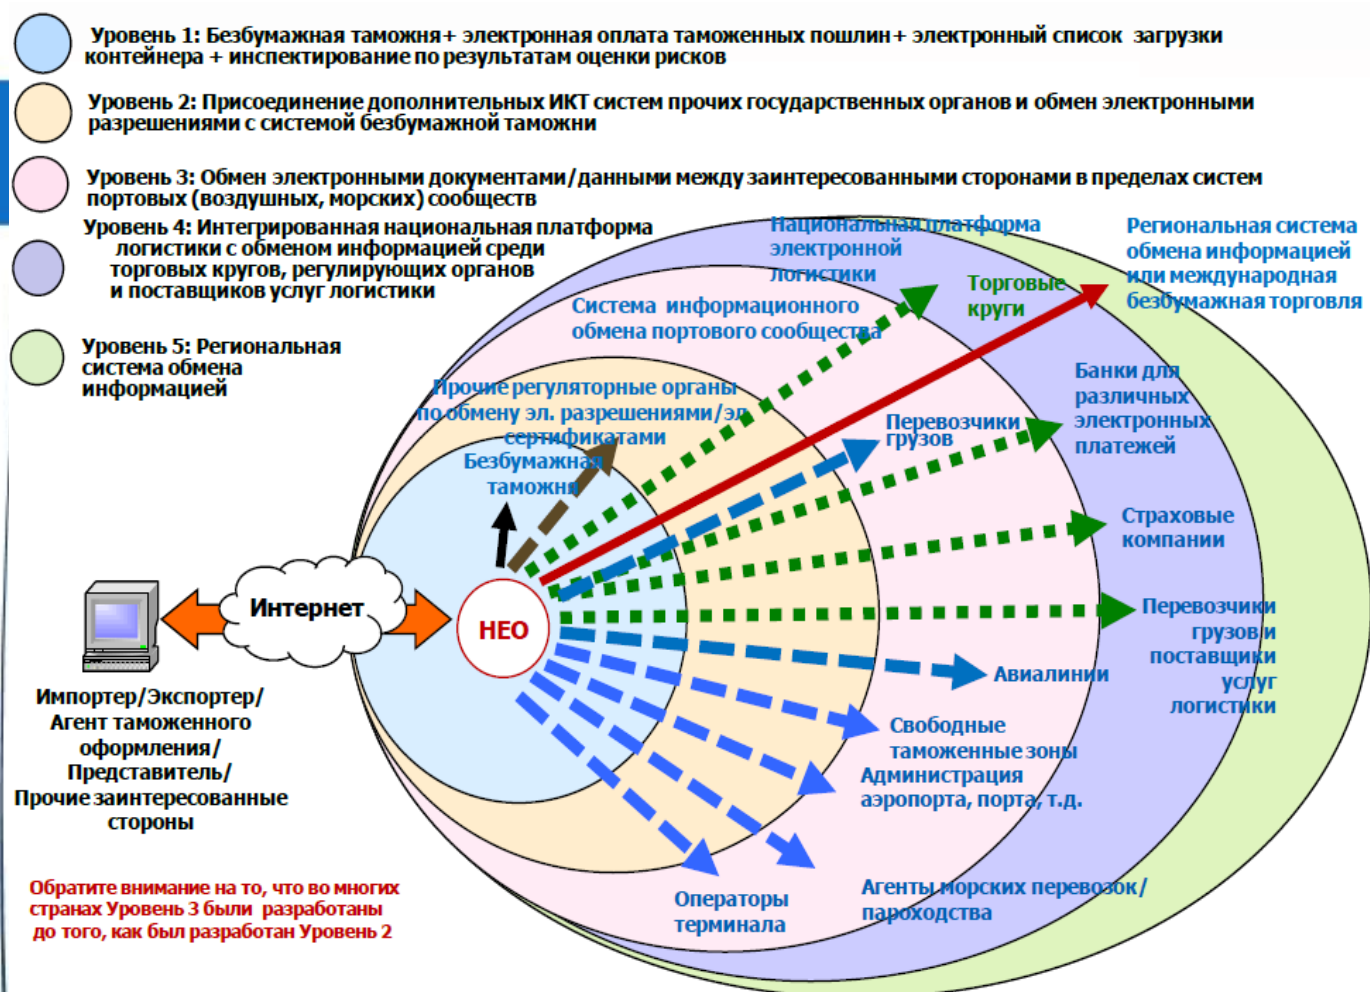 Уровень 1: Безбумажная таможня+ электронная оплата таможенных пошлин+ электронный список загрузки
контейнера + инспектирование по результатам оценки рисков
Уровень 2: Присоединение дополнительных ИКТ систем прочих государственных органов и обмен электронными
разрешениями с системой безбумажной таможни
Уровень 3: Обмен электронными документами/данными между заинтересованными сторонами в пределах систем
портовых (воздушных, морских) сообществ
Уровень 4: Интегрированная национальная платформа
логистики с обменом информацией среди
торговых кругов, регулирующих органов
и поставщиков услуг логистики
Уровень 5: Региональная
система обмена
информацией
Национальная платформа
электронной
логистики
Региональная система
обмена информацией
или международная
безбумажная торговля
Торговые
круги
Система информационного
обмена портового сообщества
Банки для
различных
электронных
платежей
Прочие регуляторные органы
по обмену эл. разрешениями/эл
сертификатами
Перевозчики
грузов
Безбумажная
таможня
Страховые
компании
Интернет
НЕО
Перевозчики
грузов и
поставщики
услуг
логистики
Авиалинии
Импортер/Экспортер/
Агент таможенного
оформления/
Представитель/
Прочие заинтересованные
стороны
Свободные
таможенные зоны
Администрация
аэропорта, порта, т.д.
Агенты морских перевозок/
пароходства
Операторы
терминала
Обратите внимание на то, что во многих
странах Уровень 3 были разработаны
до того, как был разработан Уровень 2